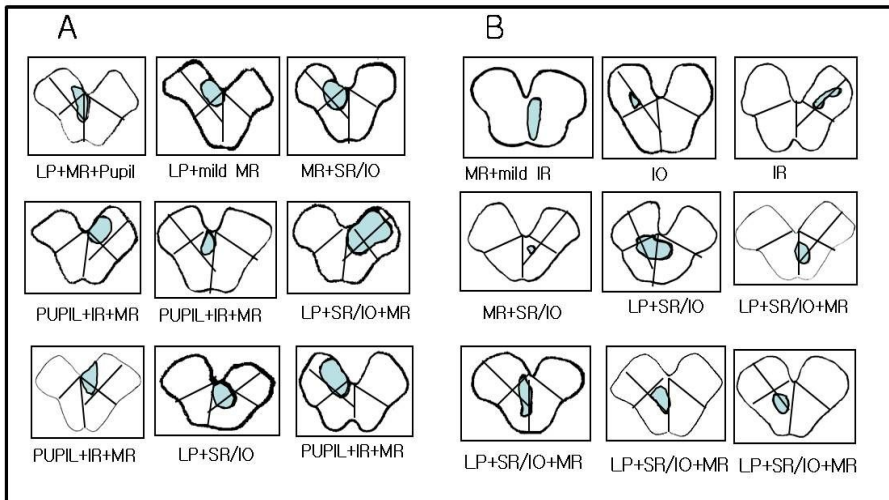 A
B
LP+MR+Pupil
LP+mild MR
MR+SR/IO
MR+mild IR
IO
IR
PUPIL+IR+MR
PUPIL+IR+MR
LP+SR/IO+MR
MR+SR/IO
LP+SR/IO
LP+SR/IO+MR
PUPIL+IR+MR
LP+SR/IO
PUPIL+IR+MR
LP+SR/IO+MR
LP+SR/IO+MR
LP+SR/IO+MR